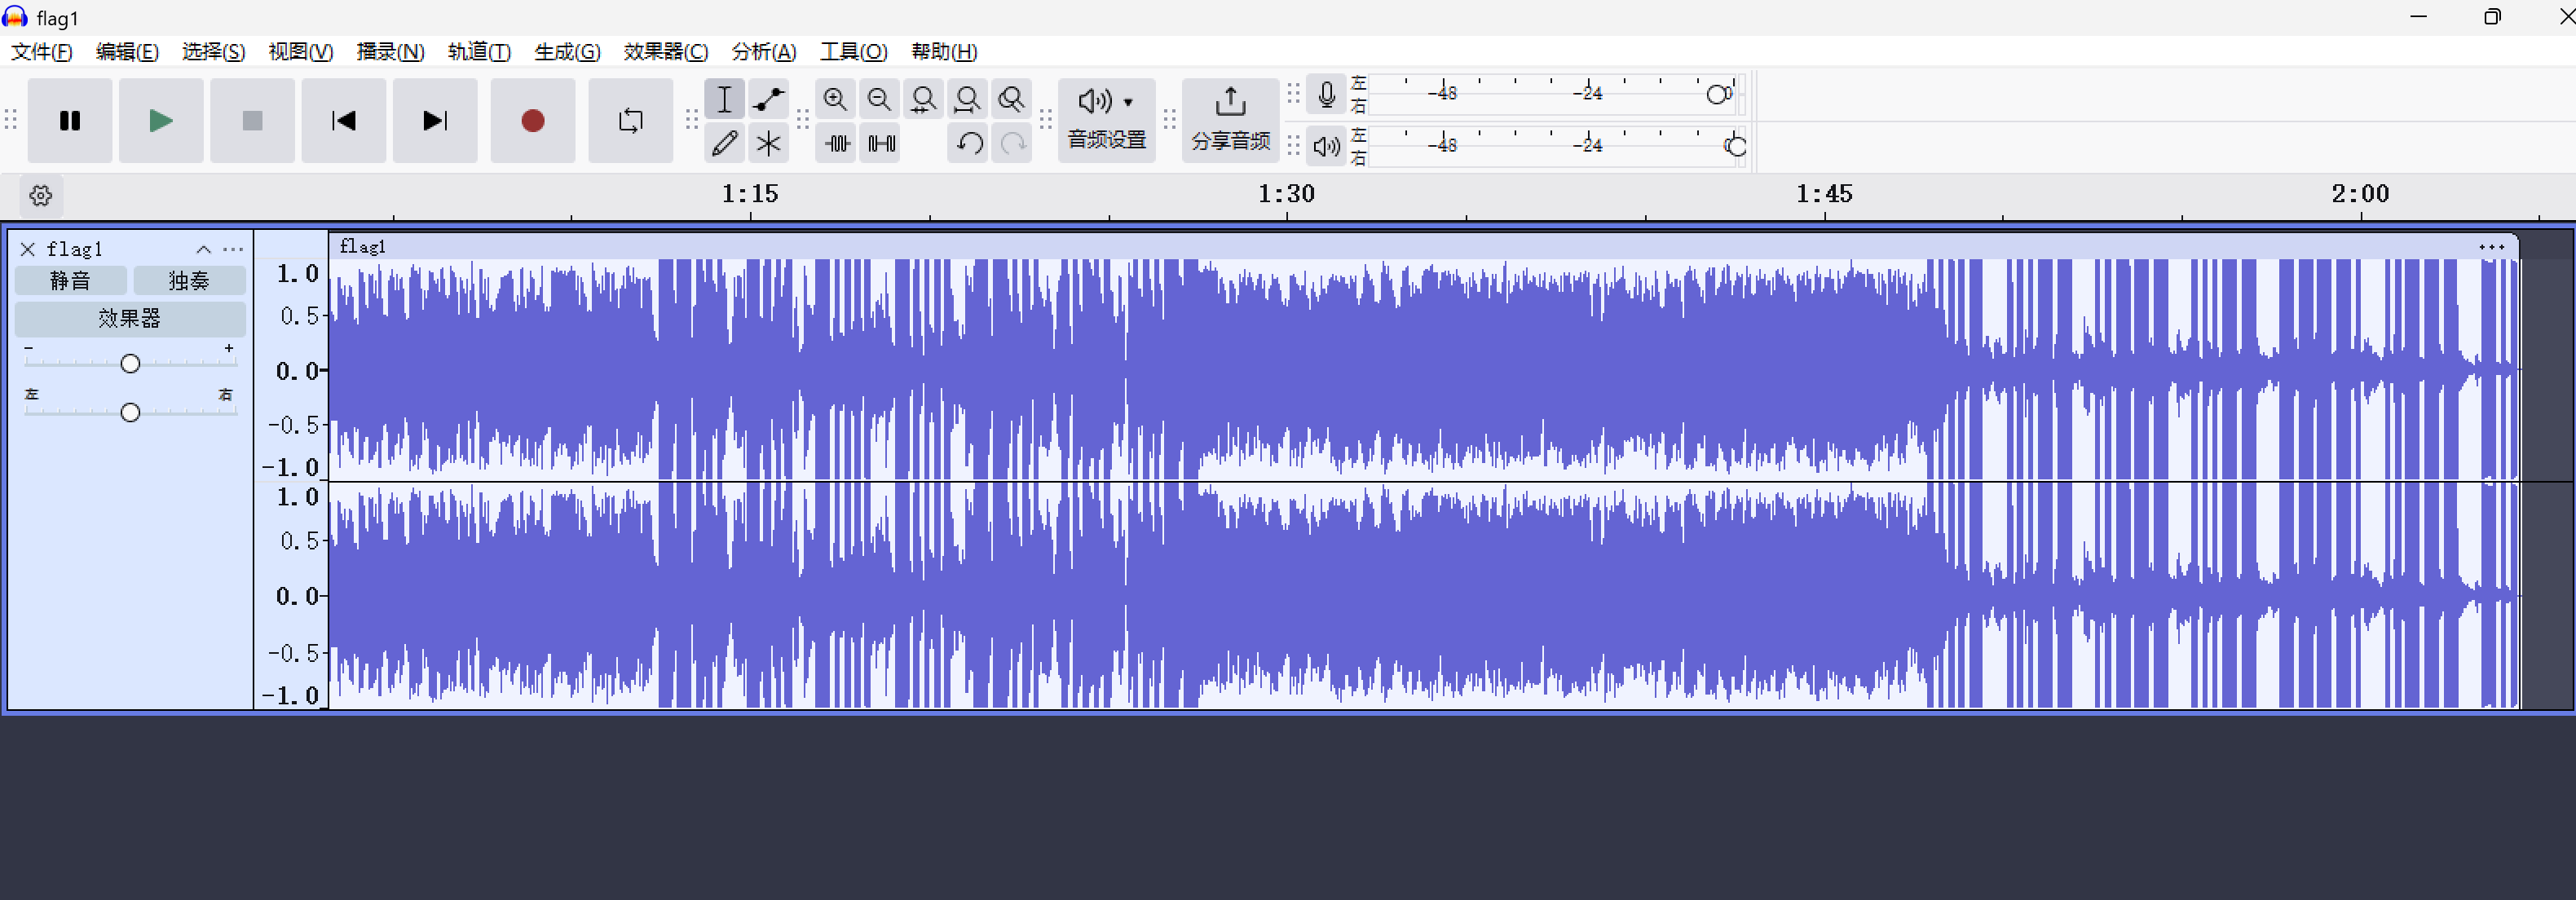 flag1
文件(F) 编辑(E) 选择(S) 视图(V) 播录(N) 轨道(T) 生成(G) 效果器(C) 分析(A) 工具(O) 帮助(H)
音频设置
分享音频
左
右
-48 -24 0
左
右
-48 -24 0
1:15 1:30 1:45 2:00
flag1
静音 独奏
效果器
- +
左 右
flag1
1.0
0.5
0.0
-0.5
-1.0
1.0
0.5
0.0
-0.5
-1.0